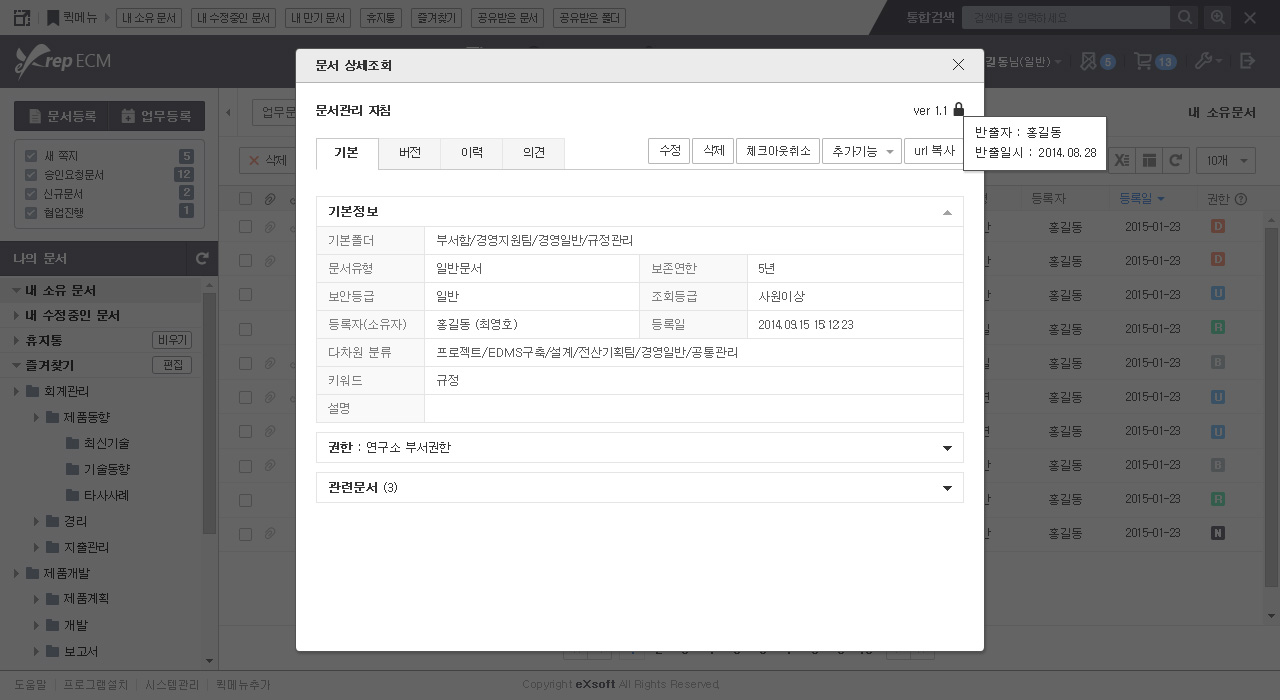 퀵메뉴 내 소유 문서 내 수정중인 문서 내 만기 문서 휴지통 즐겨찾기 공유받은 문서 공유받은 폴더 통합검색 검색어를 입력하세요
Xrep ECM
길동님(일반) 5 13
문서 상세조회
문서관리 지침
ver 1.1
반출자 : 홍길동
반출일시 : 2014.08.28
기본 버전 이력 의견 수정 삭제 체크아웃취소 추가기능 url 복사
기본정보
기본폴더 부서함/경영지원팀/경영일반/규정관리
문서유형 일반문서 보존연한 5년
보안등급 일반 조회등급 사원이상
등록자(소유자) 홍길동 (최영호) 등록일 2014.09.15 15:12:23
다차원 분류 프로젝트/EDMS구축/설계/전산기획팀/경영일반/공통관리
키워드 규정
설명
권한 : 연구소 부서권한
관련문서 (3)
문서등록 업무등록
새 쪽지 5
승인요청문서 12
신규문서 2
협업진행 1
나의 문서
내 소유 문서
내 수정중인 문서
휴지통 비우기
즐겨찾기 편집
회계관리
제품동향
최신기술
기술동향
타사사례
경리
지출관리
제품개발
제품계획
개발
보고서
업무문
내 소유문서
삭제
10개
등록자 등록일 권한
홍길동 2015-01-23 D
홍길동 2015-01-23 D
홍길동 2015-01-23 U
홍길동 2015-01-23 R
홍길동 2015-01-23 B
홍길동 2015-01-23 U
홍길동 2015-01-23 U
홍길동 2015-01-23 B
홍길동 2015-01-23 R
홍길동 2015-01-23 N
도움말 프로그램설치 시스템관리 퀵메뉴추가
Copyright eXsoft All Rights Reserved.